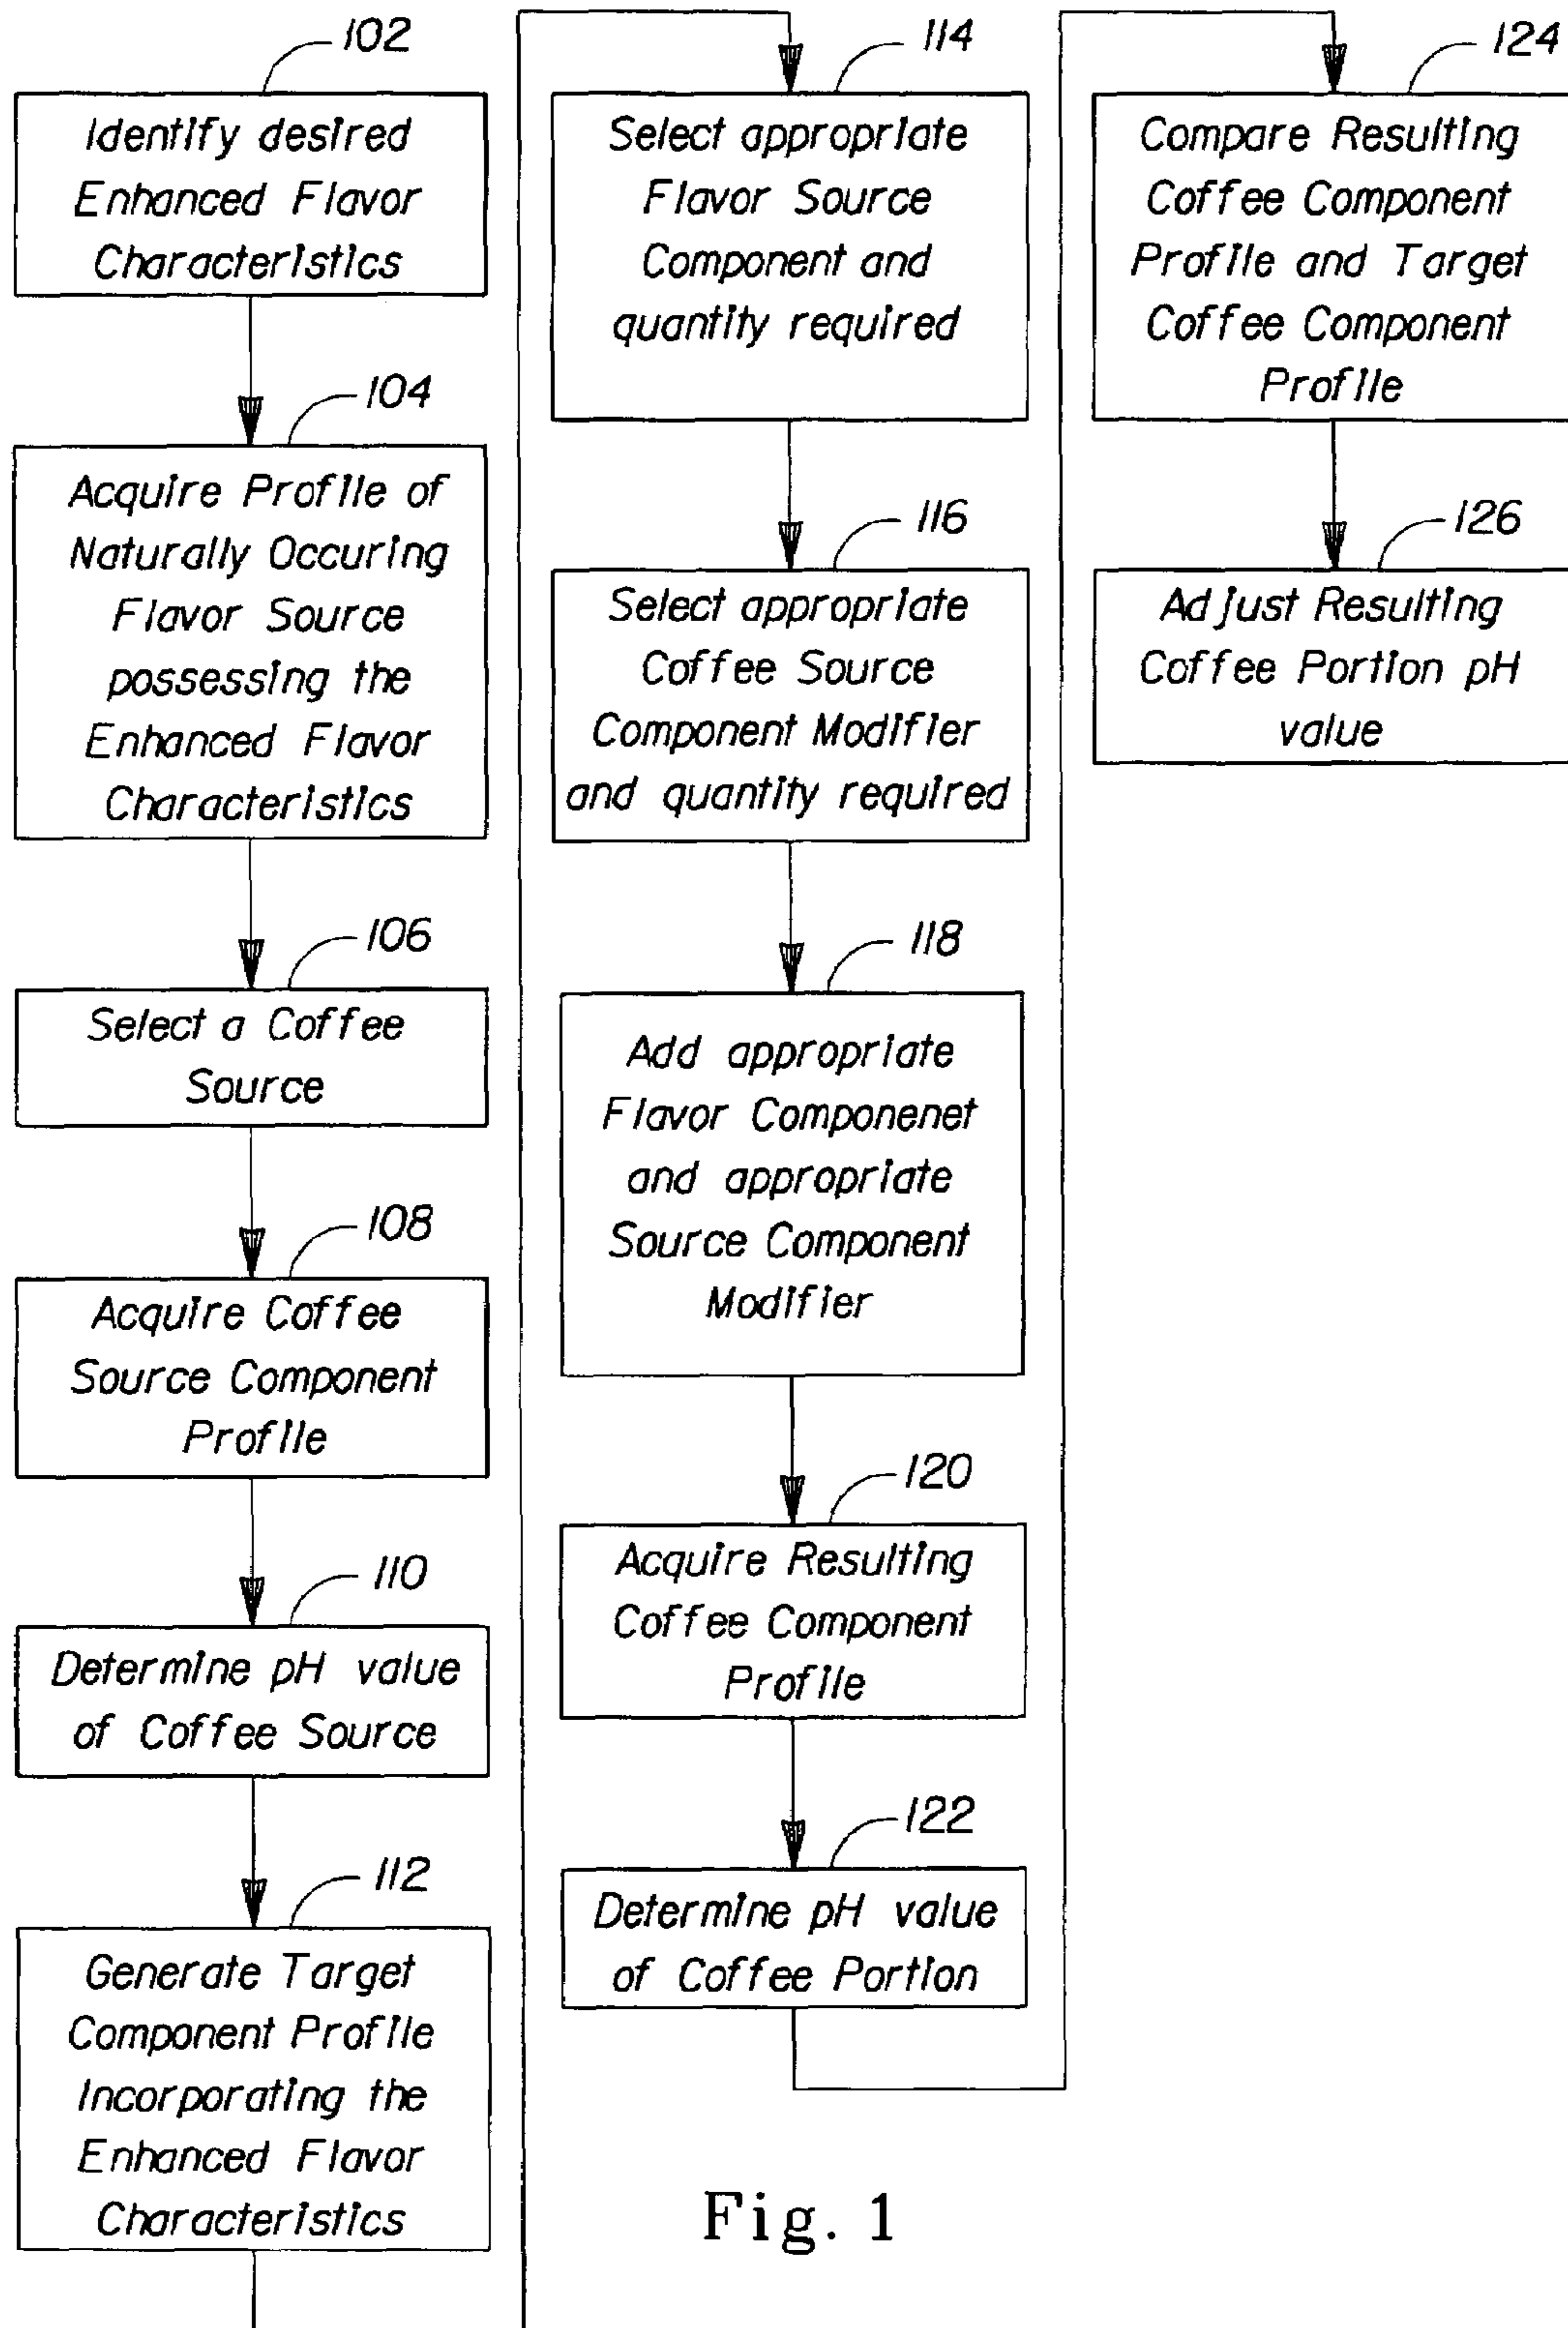 102
Identify desired
Enhanced Flavor
Characteristics
104
Acquire Profile of
Naturally Occuring
Flavor Source
possessing the
Enhanced Flavor
Characteristics
106
Select a Coffee
Source
108
Acquire Coffee
Source Component
Profile
110
Determine pH value
of Coffee Source
112
Generate Target
Component Profile
Incorporating the
Enhanced Flavor
Characteristics
114
Select appropriate
Flavor Source
Component and
quantity required
116
Select appropriate
Coffee Source
Component Modifier
and quantity required
118
Add appropriate
Flavor Componenet
and appropriate
Source Component
Modifier
120
Acquire Resulting
Coffee Component
Profile
122
Determine pH value
of Coffee Portion
124
Compare Resulting
Coffee Component
Profile and Target
Coffee Component
Profile
126
Adjust Resulting
Coffee Portion pH
value
Fig. 1